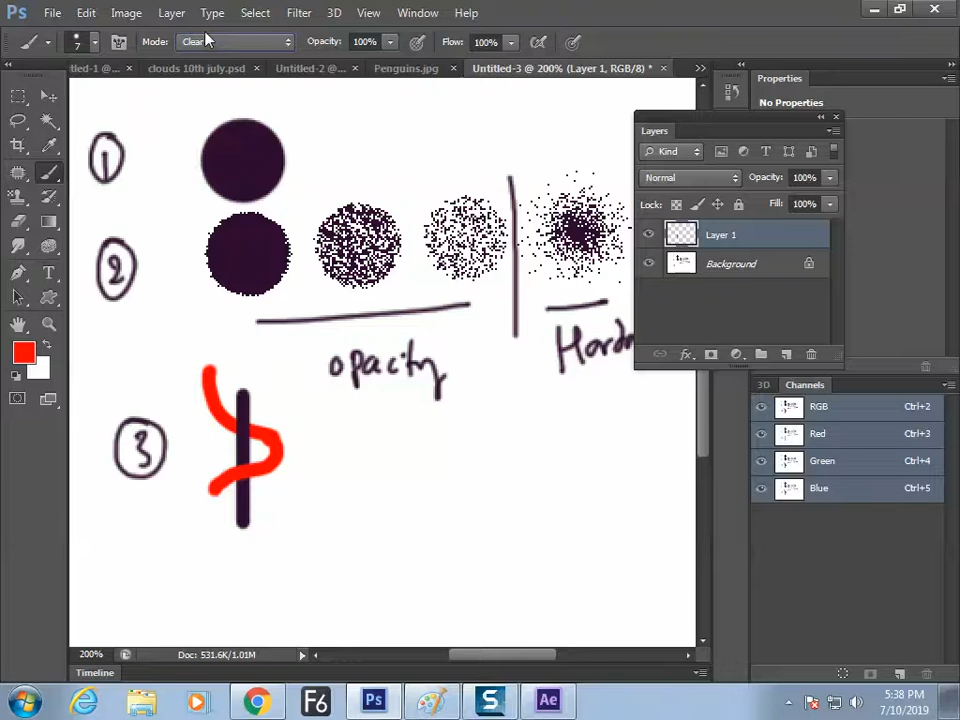 Ps File Edit Image Layer Type Select Filter 3D View Window Help
7 Mode: Clear Opacity: 100% Flow: 100%
tled-1 @ ... × clouds 10th july.psd × Untitled-2 @ ... × Penguins.jpg × Untitled-3 @ 200% (Layer 1, RGB/8) * ×
Properties
No Properties
Layers
Kind
Normal Opacity: 100%
Lock: Fill: 100%
Layer 1
Background
fx
1
2
opacity
3
3D Channels
RGB Ctrl+2
Red Ctrl+3
Green Ctrl+4
Blue Ctrl+5
200% Doc: 531.6K/1.01M
Timeline
F6 Ps S Ae
5:38 PM
7/10/2019